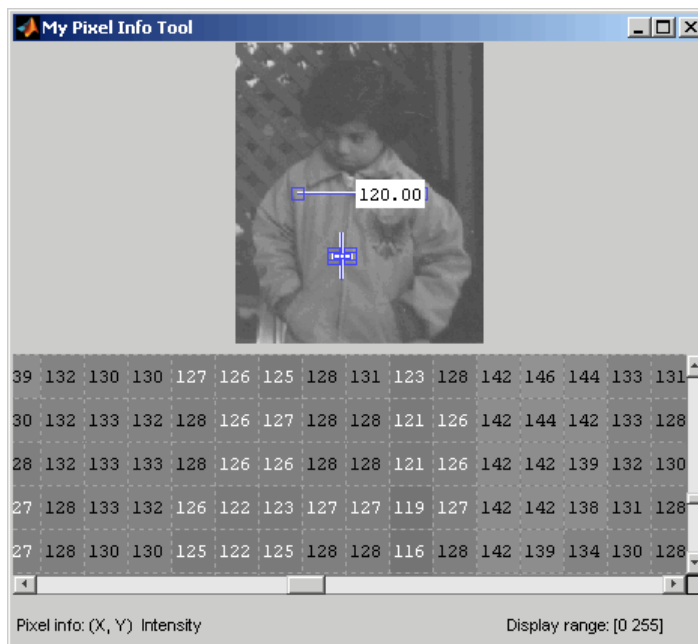 My Pixel Info Tool
120.00
39 132 130 130 127 126 125 128 131 123 128 142 146 144 133 131
30 132 133 132 128 126 127 128 128 121 126 142 144 142 133 128
28 132 133 133 128 126 126 128 128 121 126 142 142 139 132 130
27 128 133 132 126 122 123 127 127 119 127 142 142 138 131 128
27 128 130 130 125 122 125 128 128 116 128 142 139 134 130 128
Pixel info: (X, Y) Intensity Display range: [0 255]